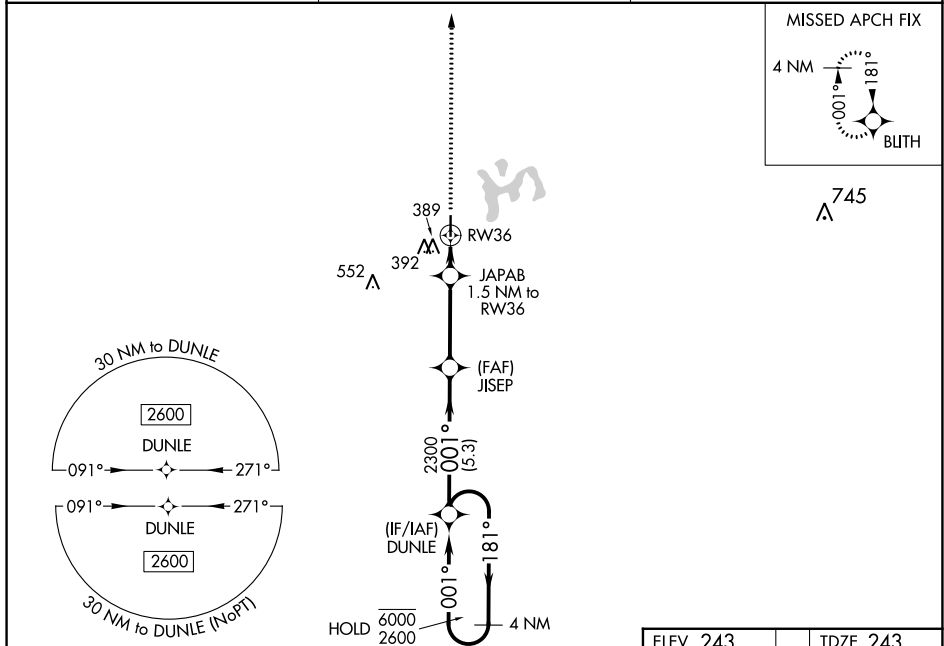 MISSED APCH FIX
4 NM
181°
001°
BLITH
745
389
RW36
392
552
JAPAB
1.5 NM to
RW36
(FAF)
JISEP
2300
001°
(5.3)
(IF/IAF)
DUNLE
181°
001°
HOLD 6000
2600
4 NM
30 NM to DUNLE
2600
DUNLE
091°
271°
091°
271°
DUNLE
2600
30 NM to DUNLE (NoPT)
ELEV 243
TDZE 243